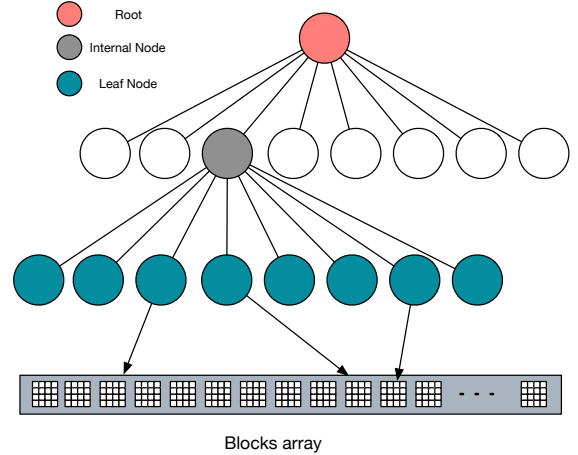 Root
Internal Node
Leaf Node
- - -
Blocks array